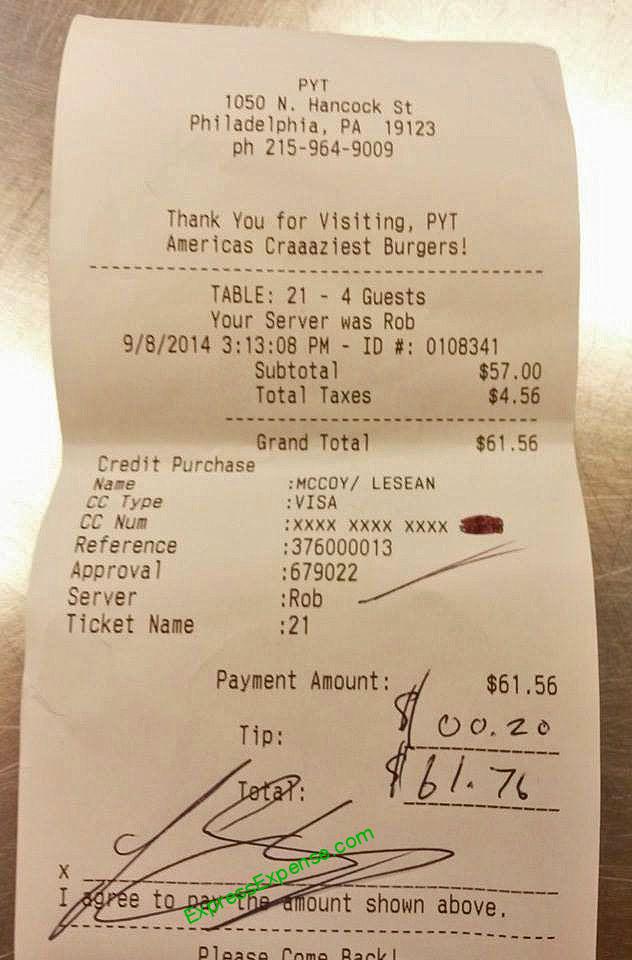 PYT
1050 N. Hancock St
Philadelphia, PA 19123
ph 215-964-9009
Thank You for Visiting, PYT
Americas Craaaziest Burgers!
TABLE: 21 - 4 Guests
Your Server was Rob
9/8/2014 3:13:08 PM - ID #: 0108341
Subtotal $57.00
Total Taxes $4.56
Grand Total $61.56
Credit Purchase
Name :MCCOY/ LESEAN
CC Type :VISA
CC Num :XXXX XXXX XXXX
Reference :376000013
Approval :679022
Server :Rob
Ticket Name :21
Payment Amount: $61.56
Tip: $ 00.20
Total: $61.76
X
I agree to pay the amount shown above.
ExpressExpense.com
Please Come Back!